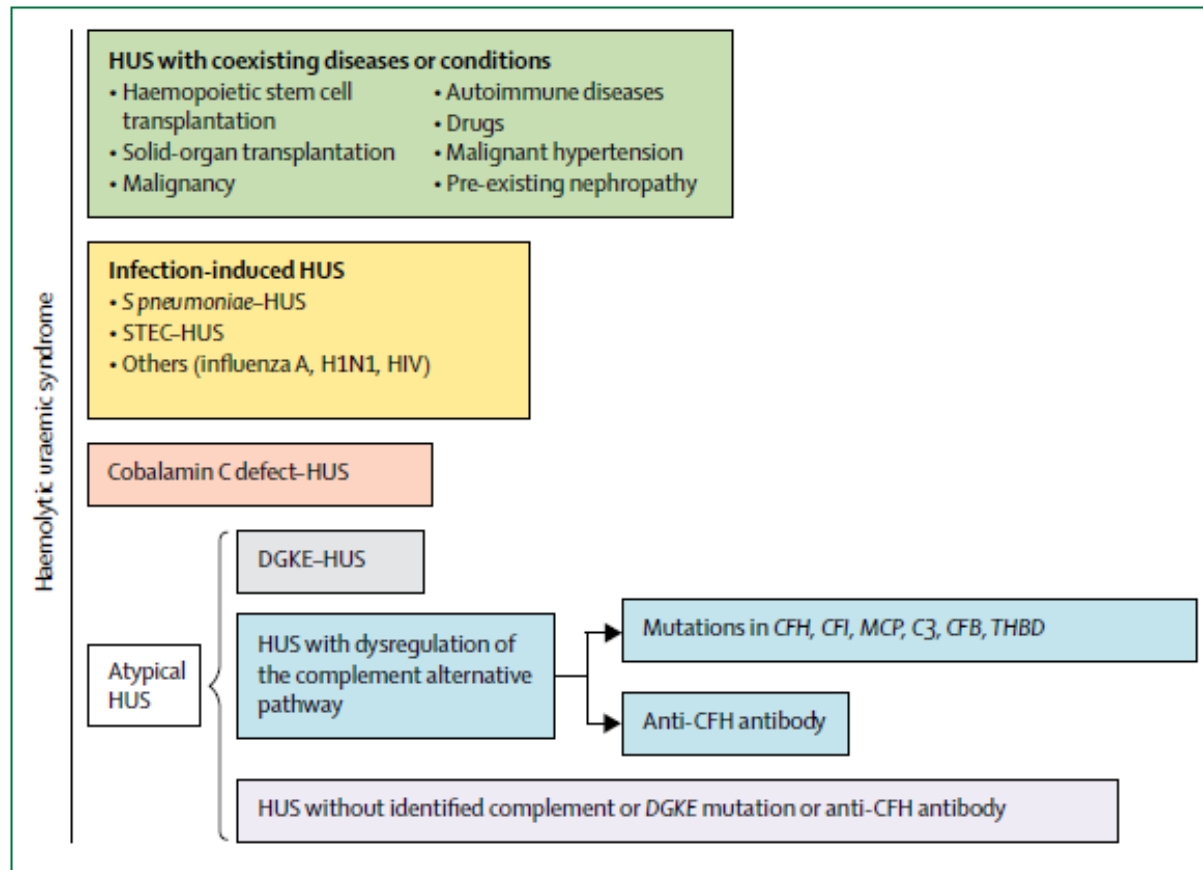 Haemolytic uraemic syndrome
HUS with coexisting diseases or conditions
• Haemopoietic stem cell
transplantation
• Solid-organ transplantation
• Malignancy
• Autoimmune diseases
• Drugs
• Malignant hypertension
• Pre-existing nephropathy
Infection-induced HUS
• S pneumoniae–HUS
• STEC–HUS
• Others (influenza A, H1N1, HIV)
Cobalamin C defect–HUS
Atypical
HUS
DGKE–HUS
HUS with dysregulation of
the complement alternative
pathway
Mutations in CFH, CFI, MCP, C3, CFB, THBD
Anti-CFH antibody
HUS without identified complement or DGKE mutation or anti-CFH antibody